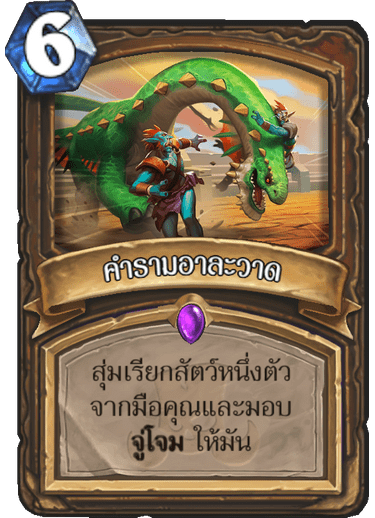 6
คำรามอาละวาด
สุ่มเรียกสัตว์หนึ่งตัว
จากมือคุณและมอบ
จู่โจม ให้มัน